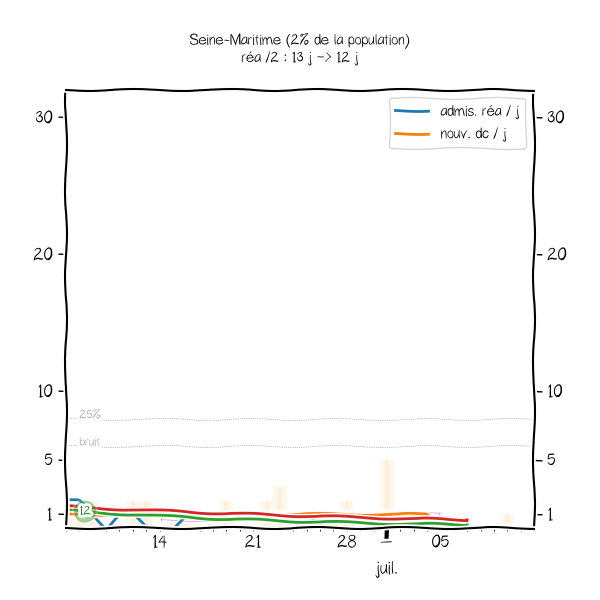 Seine-Maritime (2% de la population)
réa /2 : 13 j -> 12 j
admis. réa / j
nouv. dc / j
30
30
20
20
10
10
25%
bruit
5
5
12
1
1
14
21
28
1
05
juil.